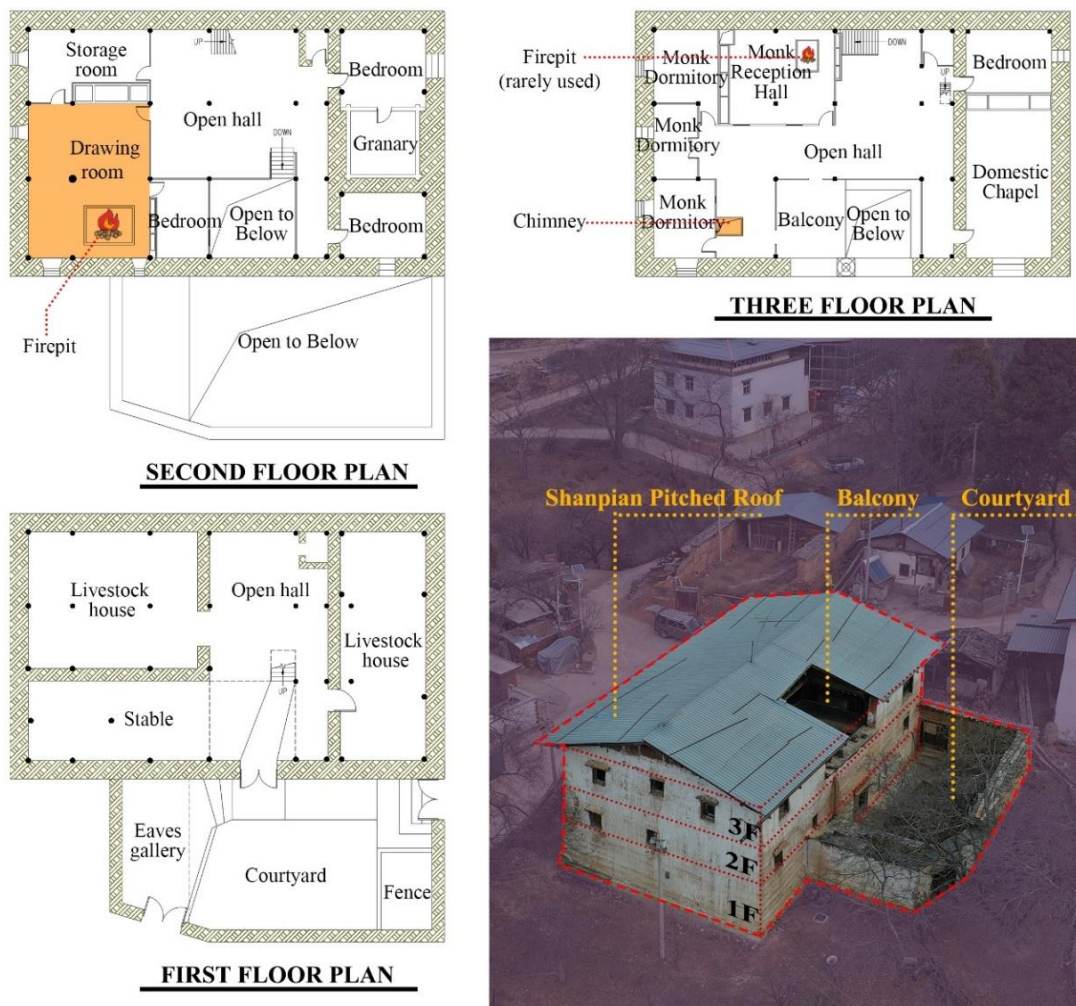 Storage
room
UP
Bedroom
Open hall
Granary
DOWN
Drawing
room
Bedroom
Open to
Below
Bedroom
Firepit
Open to Below
SECOND FLOOR PLAN
Firepit
(rarely used)
Monk
Dormitory
Monk
Reception
Hall
DOWN
UP
Bedroom
Monk
Dormitory
Open hall
Domestic
Chapel
Monk
Dormitory
Chimney
Balcony
Open to
Below
THREE FLOOR PLAN
Livestock
house
Open hall
Livestock
house
UP
Stable
Eaves
gallery
Courtyard
Fence
FIRST FLOOR PLAN
Shanpian Pitched Roof
Balcony
Courtyard
3F
2F
1F